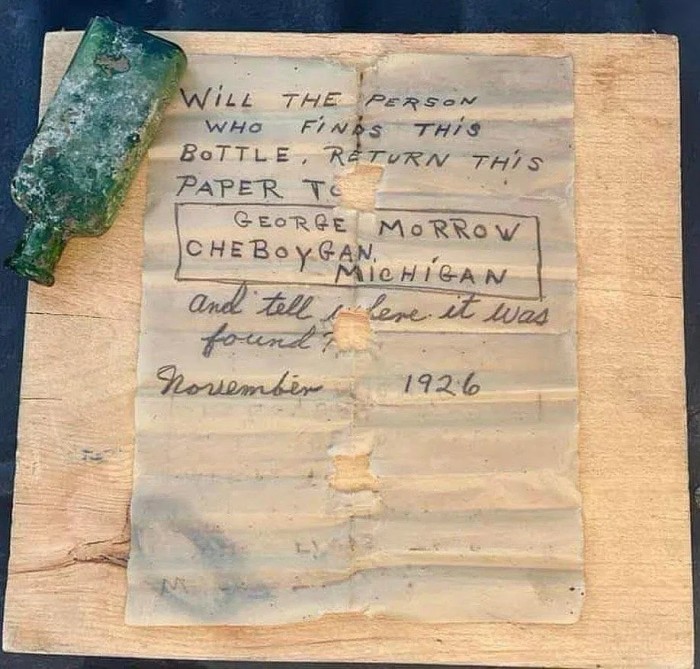 WiLL THE PERSON
WHO FiNDS THiS
BoTTLE, RETURN THiS
PAPER TO
GEORGE MORROW
CHEBOYGAN,
MiCHiGAN
and tell where it was
found?
November 1926